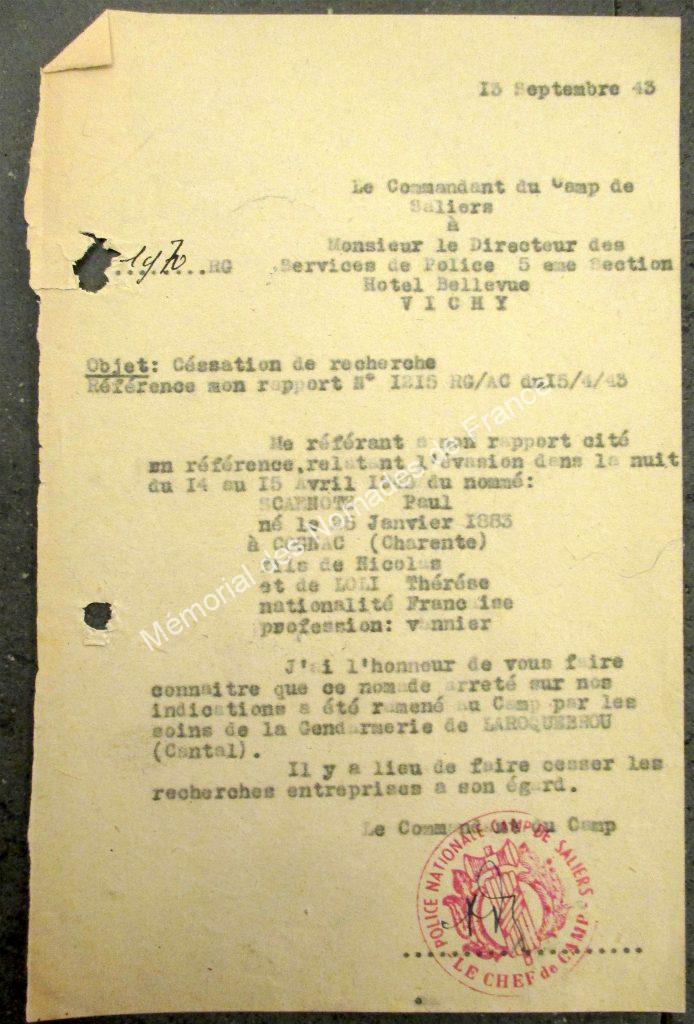 13 Septembre 43
Le Commandant du Camp de
Saliers
à
Monsieur le Directeur des
1970 RG Services de Police 5 eme Section
Hotel Bellevue
VICHY
Objet: Céssation de recherche
Référence mon rapport N° 1215 RG/AC du 15/4/43
Me référant a mon rapport cité
en référence, relatant l'évasion dans la nuit
du 14 au 15 Avril 1943 du nommé:
Paul
né le 26 Janvier 1883
à COGNAC (Charente)
fils de Nicolas
et de LOLI Thérése
nationalité Française
profession: vannier
J'ai l'honneur de vous faire
connaitre que ce nomade arreté sur nos
indications a été ramené au Camp par les
soins de la Gendarmerie de LAROQUEBROU
(Cantal).
Il y a lieu de faire cesser les
recherches entreprises a son égard.
Le Commandant du Camp
POLICE NATIONALE CAMP DE SALIERS
LE CHEF de CAMP
Mémorial des Nomades de France